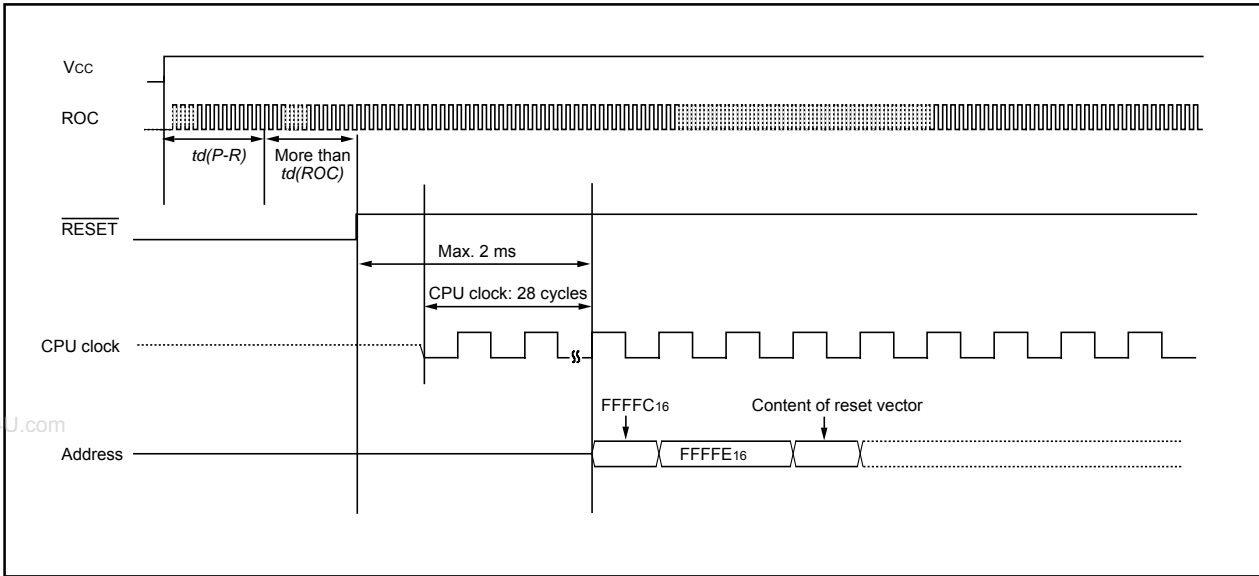 Vcc
ROC
td(P-R)
More than
td(ROC)
RESET
Max. 2 ms
CPU clock: 28 cycles
CPU clock
FFFFC16
Content of reset vector
U.com
Address
FFFFE16